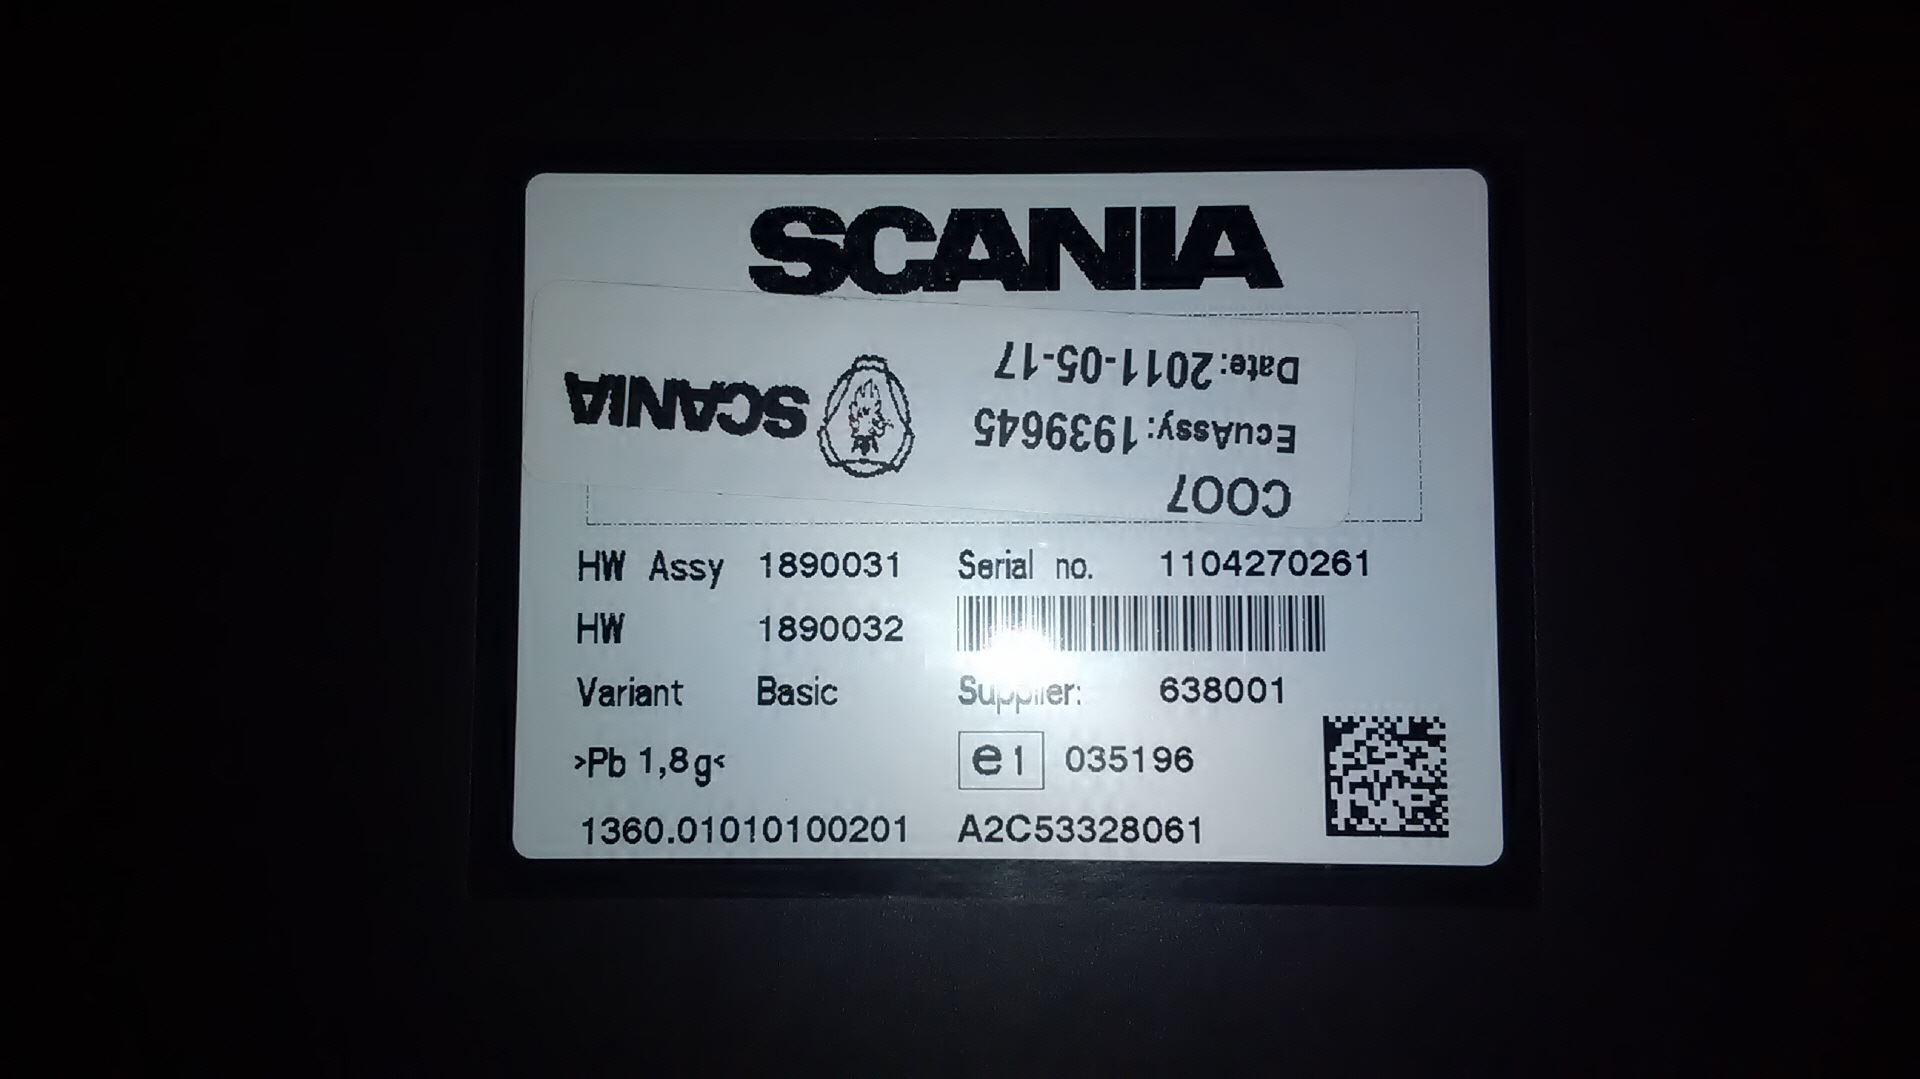 SCANIA
COO7
EcuAssy:1939645
Date:2011-05-17
SCANIA
HW Assy 1890031 Serial no. 1104270261
HW 1890032
Variant Basic Supplier: 638001
>Pb 1,8g< e1 035196
1360.01010100201 A2C53328061